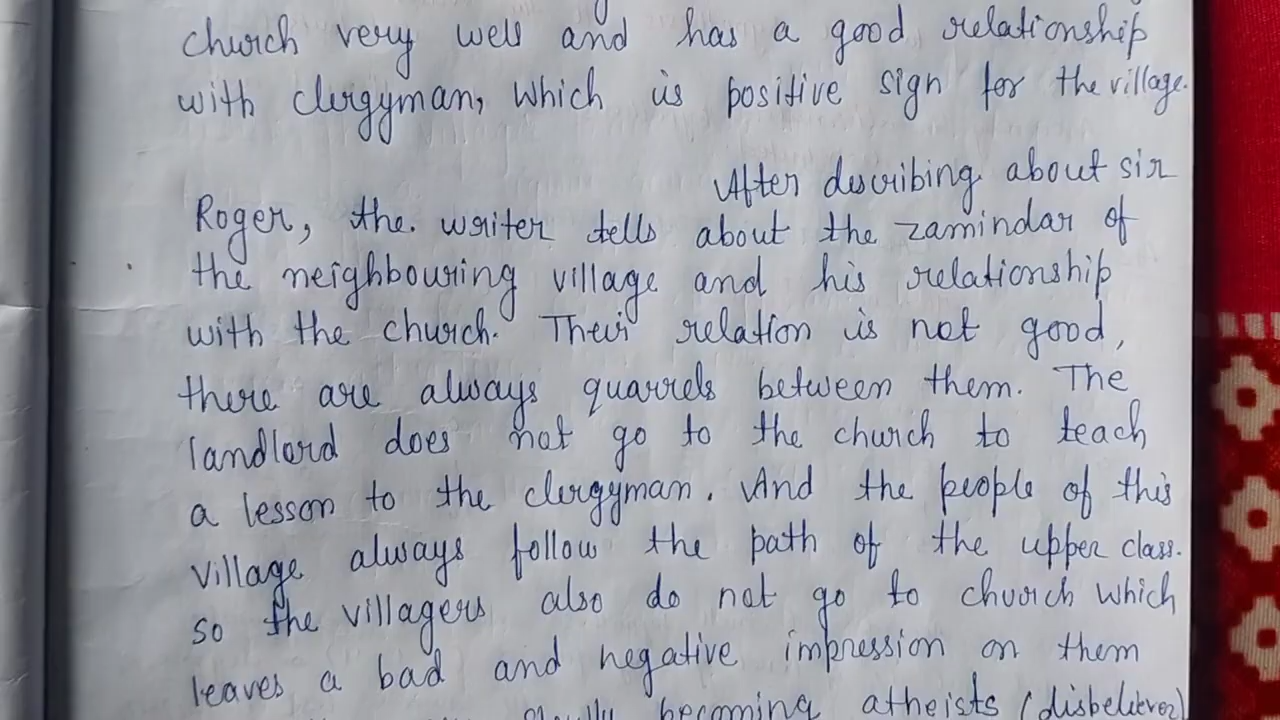 church very well and has a good relationship
with clergyman, which is positive sign for the village.
After describing about sir
Roger, the writer tells about the zamindar of
the neighbouring village and his relationship
with the church. Their relation is not good,
there are always quarrels between them. The
landlord does not go to the church to teach
a lesson to the clergyman. And the people of this
village always follow the path of the upper class.
so the villagers also do not go to church which
leaves a bad and negative impression on them
becoming atheists (disbeliever)